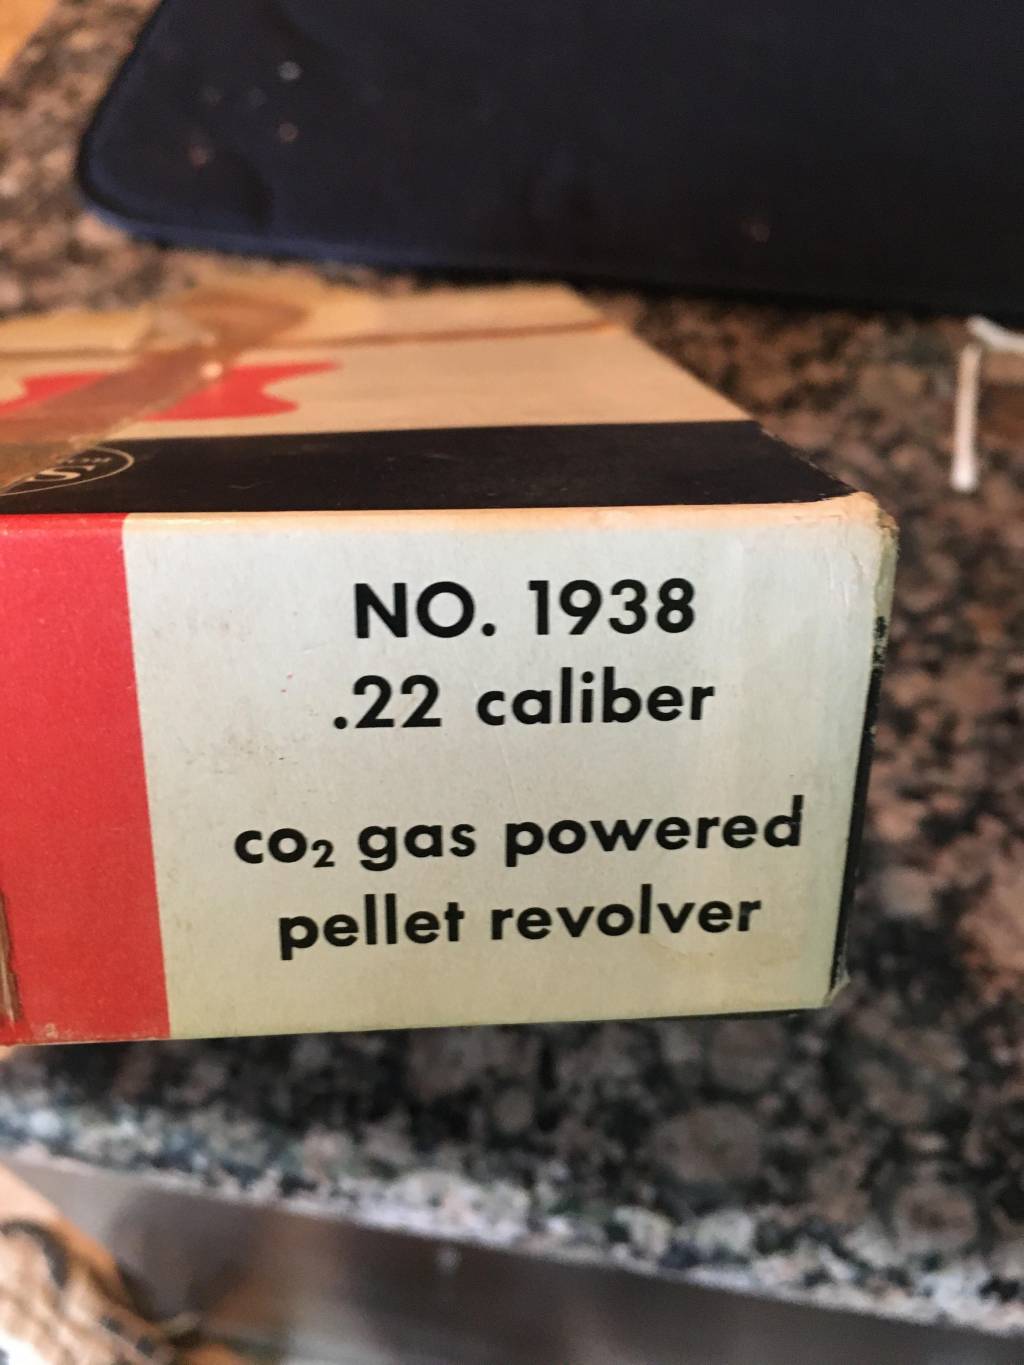 NO. 1938
.22 caliber
co₂ gas powered
pellet revolver